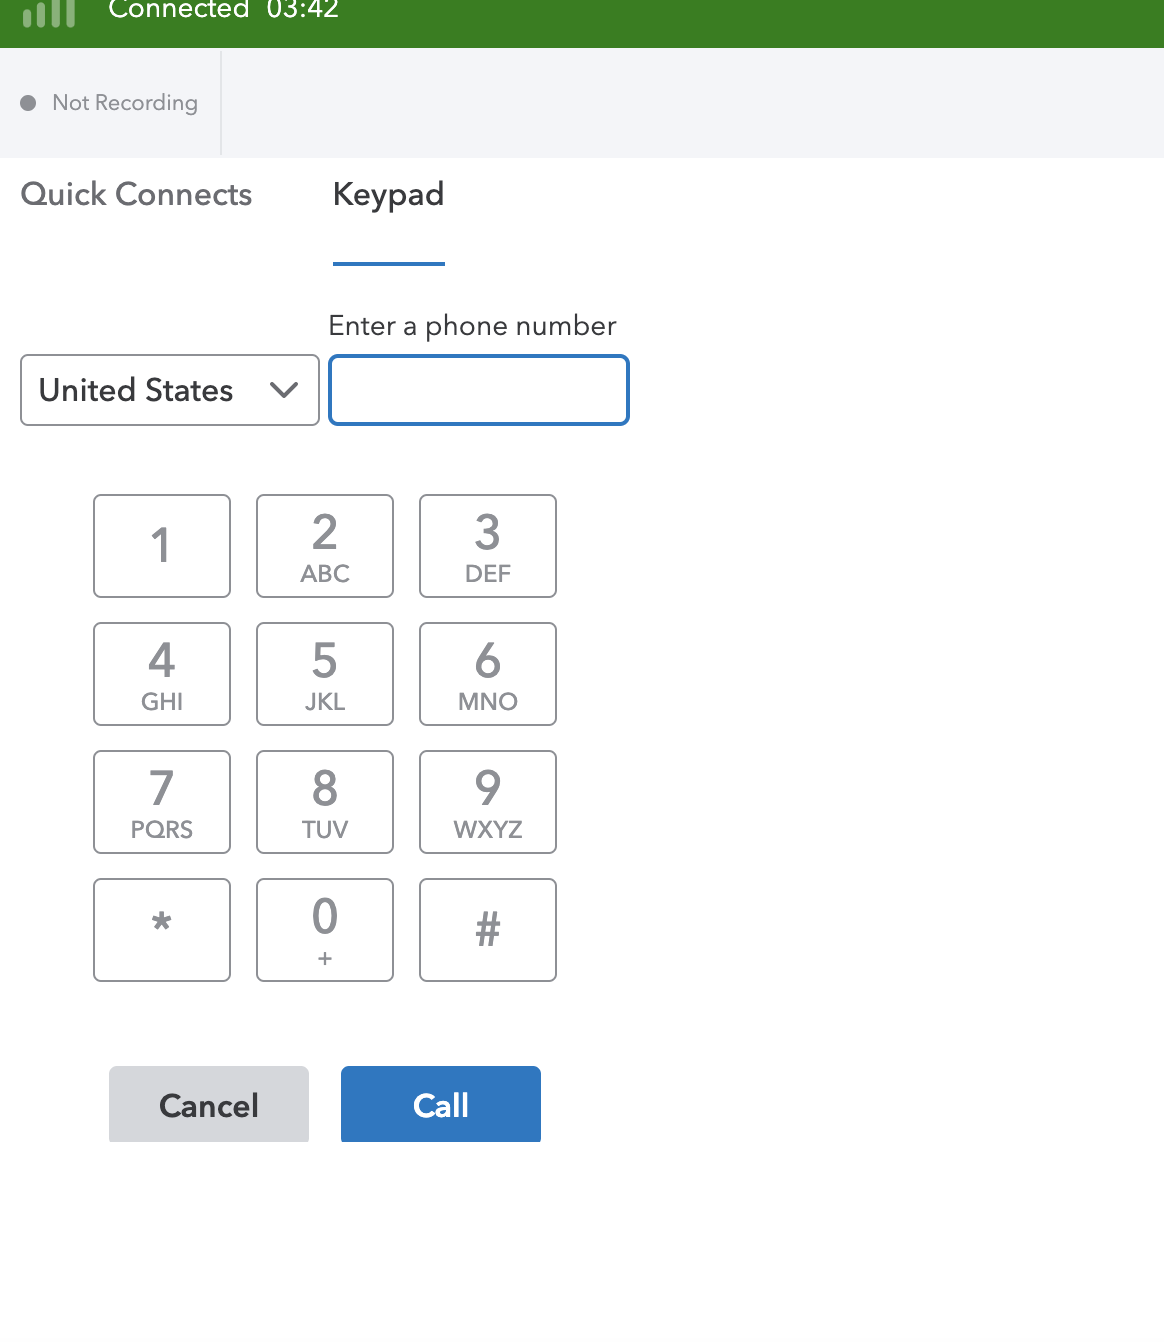 Connected 03:42
Not Recording
Quick Connects Keypad
Enter a phone number
United States
1 2 3
ABC DEF
4 5 6
GHI JKL MNO
7 8 9
PQRS TUV WXYZ
* 0 #
+
Cancel Call